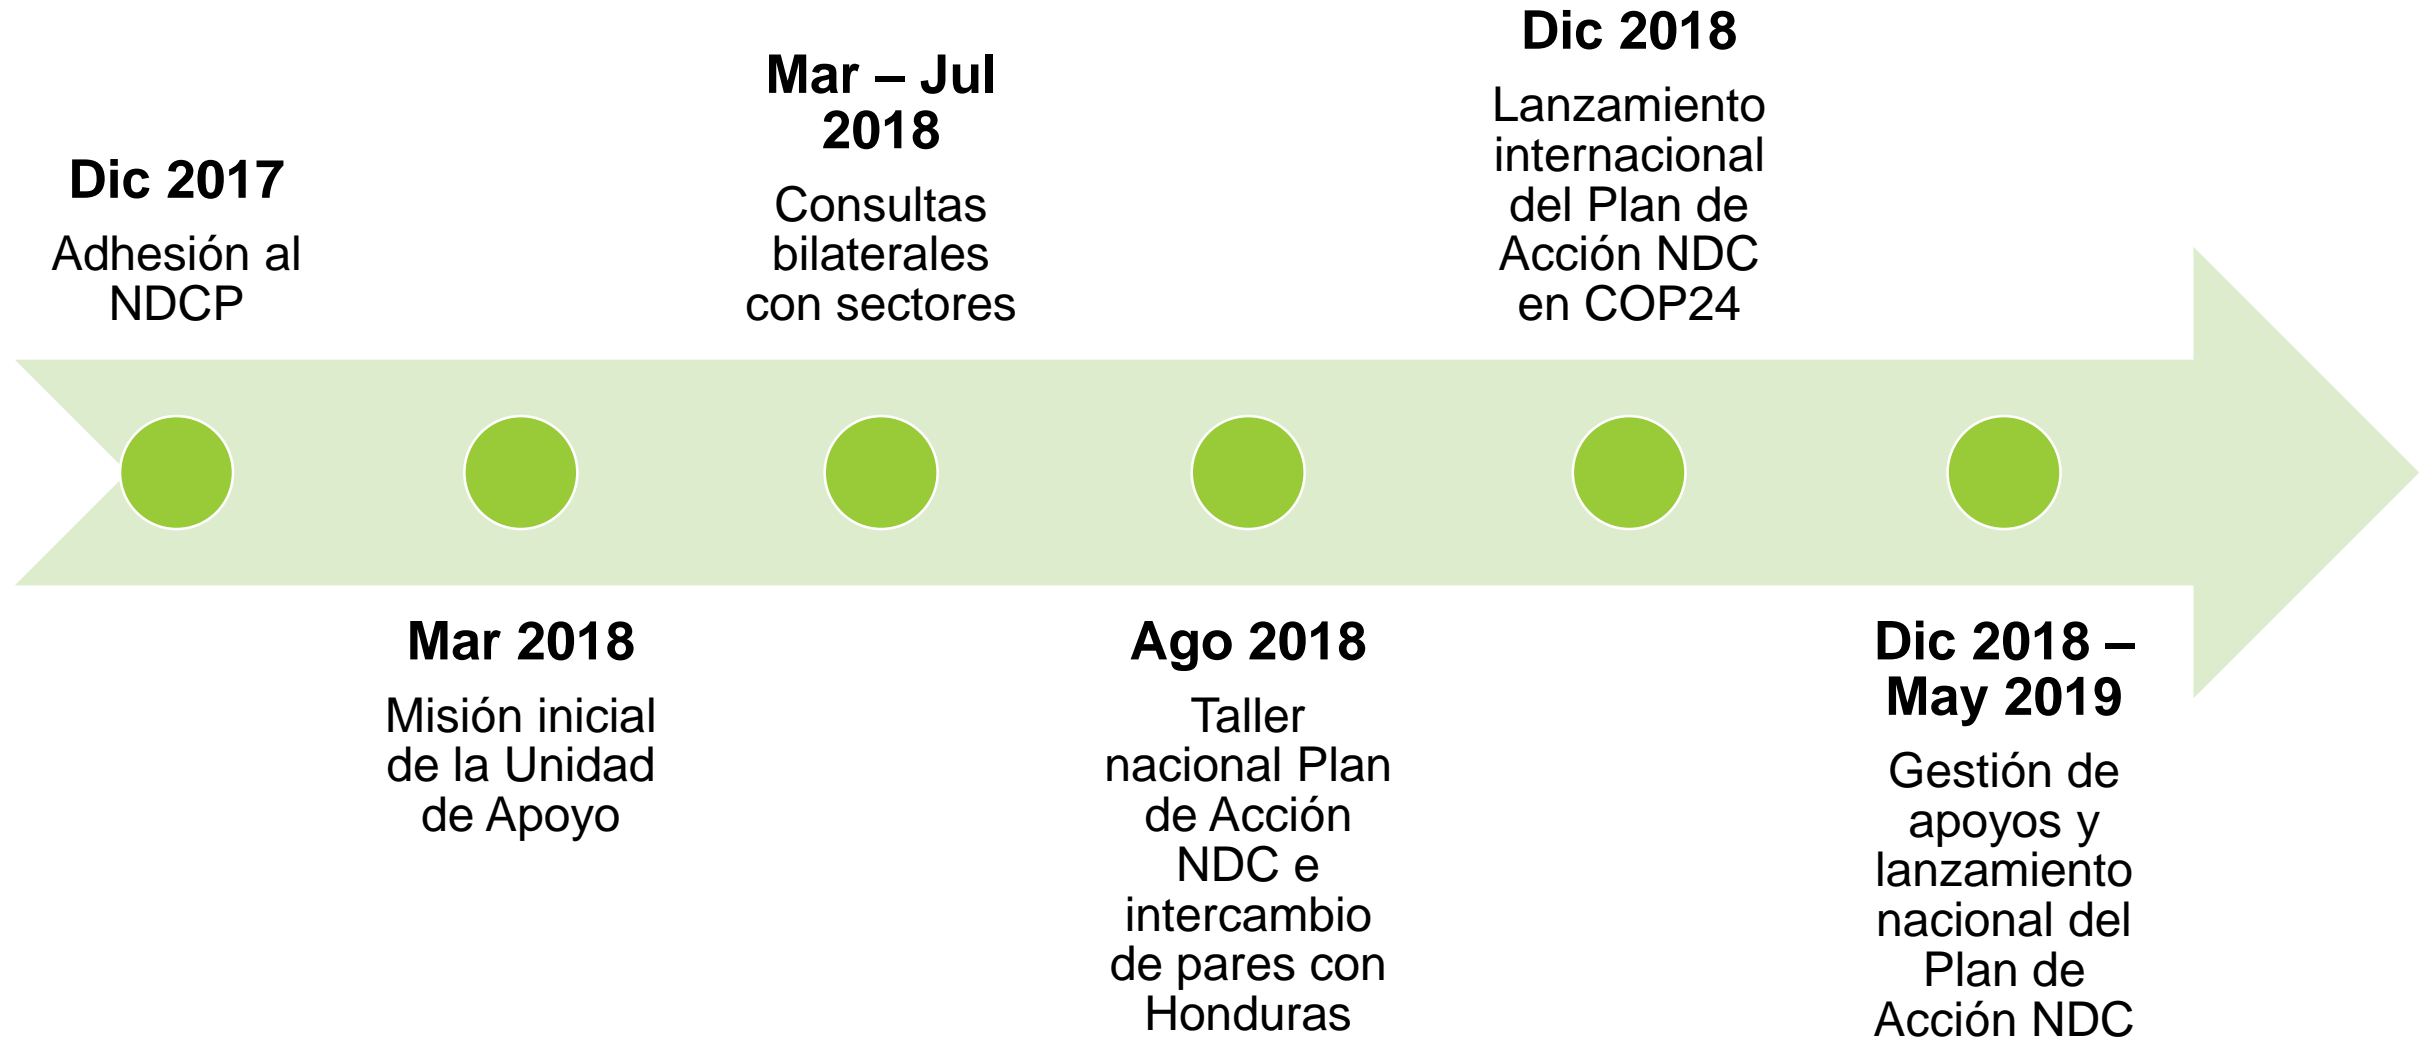 Dic 2017
Adhesión al
NDCP
Mar 2018
Misión inicial
de la Unidad
de Apoyo
Mar – Jul
2018
Consultas
bilaterales
con sectores
Ago 2018
Taller
nacional Plan
de Acción
NDC e
intercambio
de pares con
Honduras
Dic 2018
Lanzamiento
internacional
del Plan de
Acción NDC
en COP24
Dic 2018 –
May 2019
Gestión de
apoyos y
lanzamiento
nacional del
Plan de
Acción NDC